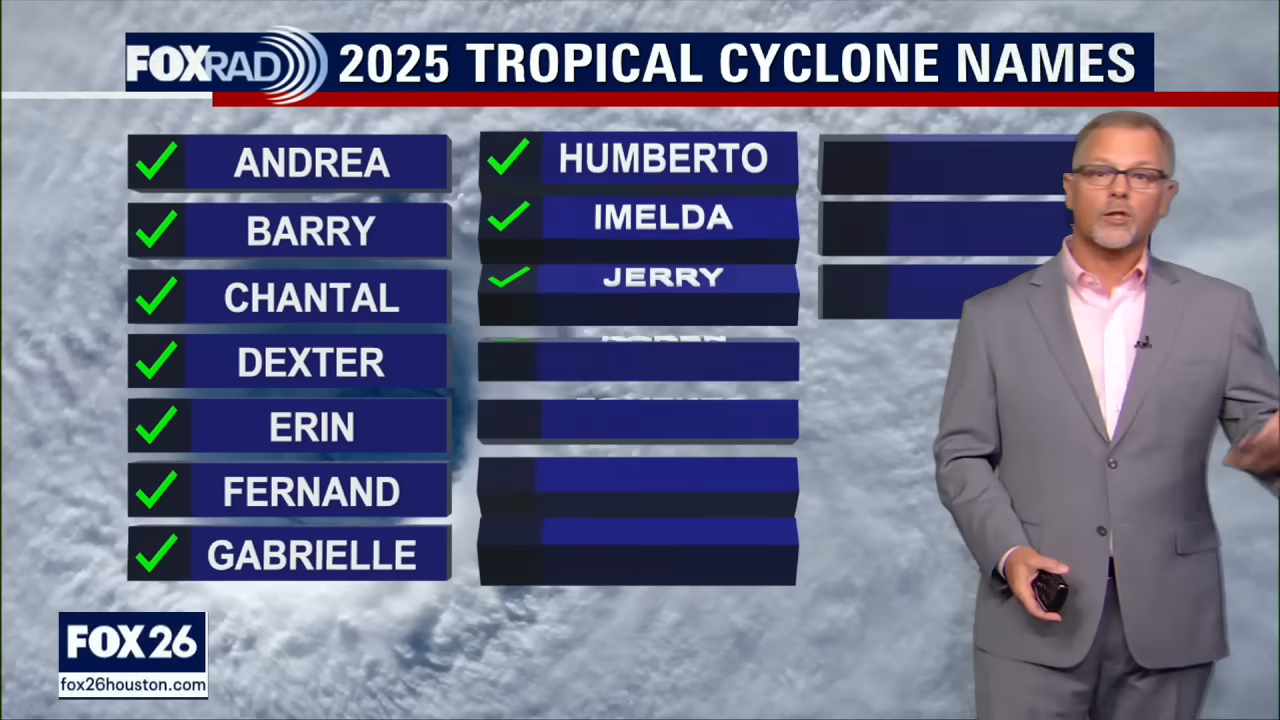 FOXRAD 2025 TROPICAL CYCLONE NAMES
ANDREA
BARRY
CHANTAL
DEXTER
ERIN
FERNAND
GABRIELLE
HUMBERTO
IMELDA
JERRY
FOX 26
fox26houston.com